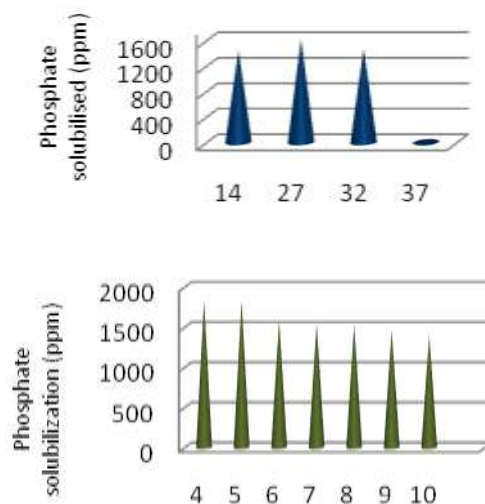 Phosphate
solubilised (ppm)
1600
1200
800
400
0
14 27 32 37
Phosphate
solubilization (ppm)
2000
1500
1000
500
0
4 5 6 7 8 9 10